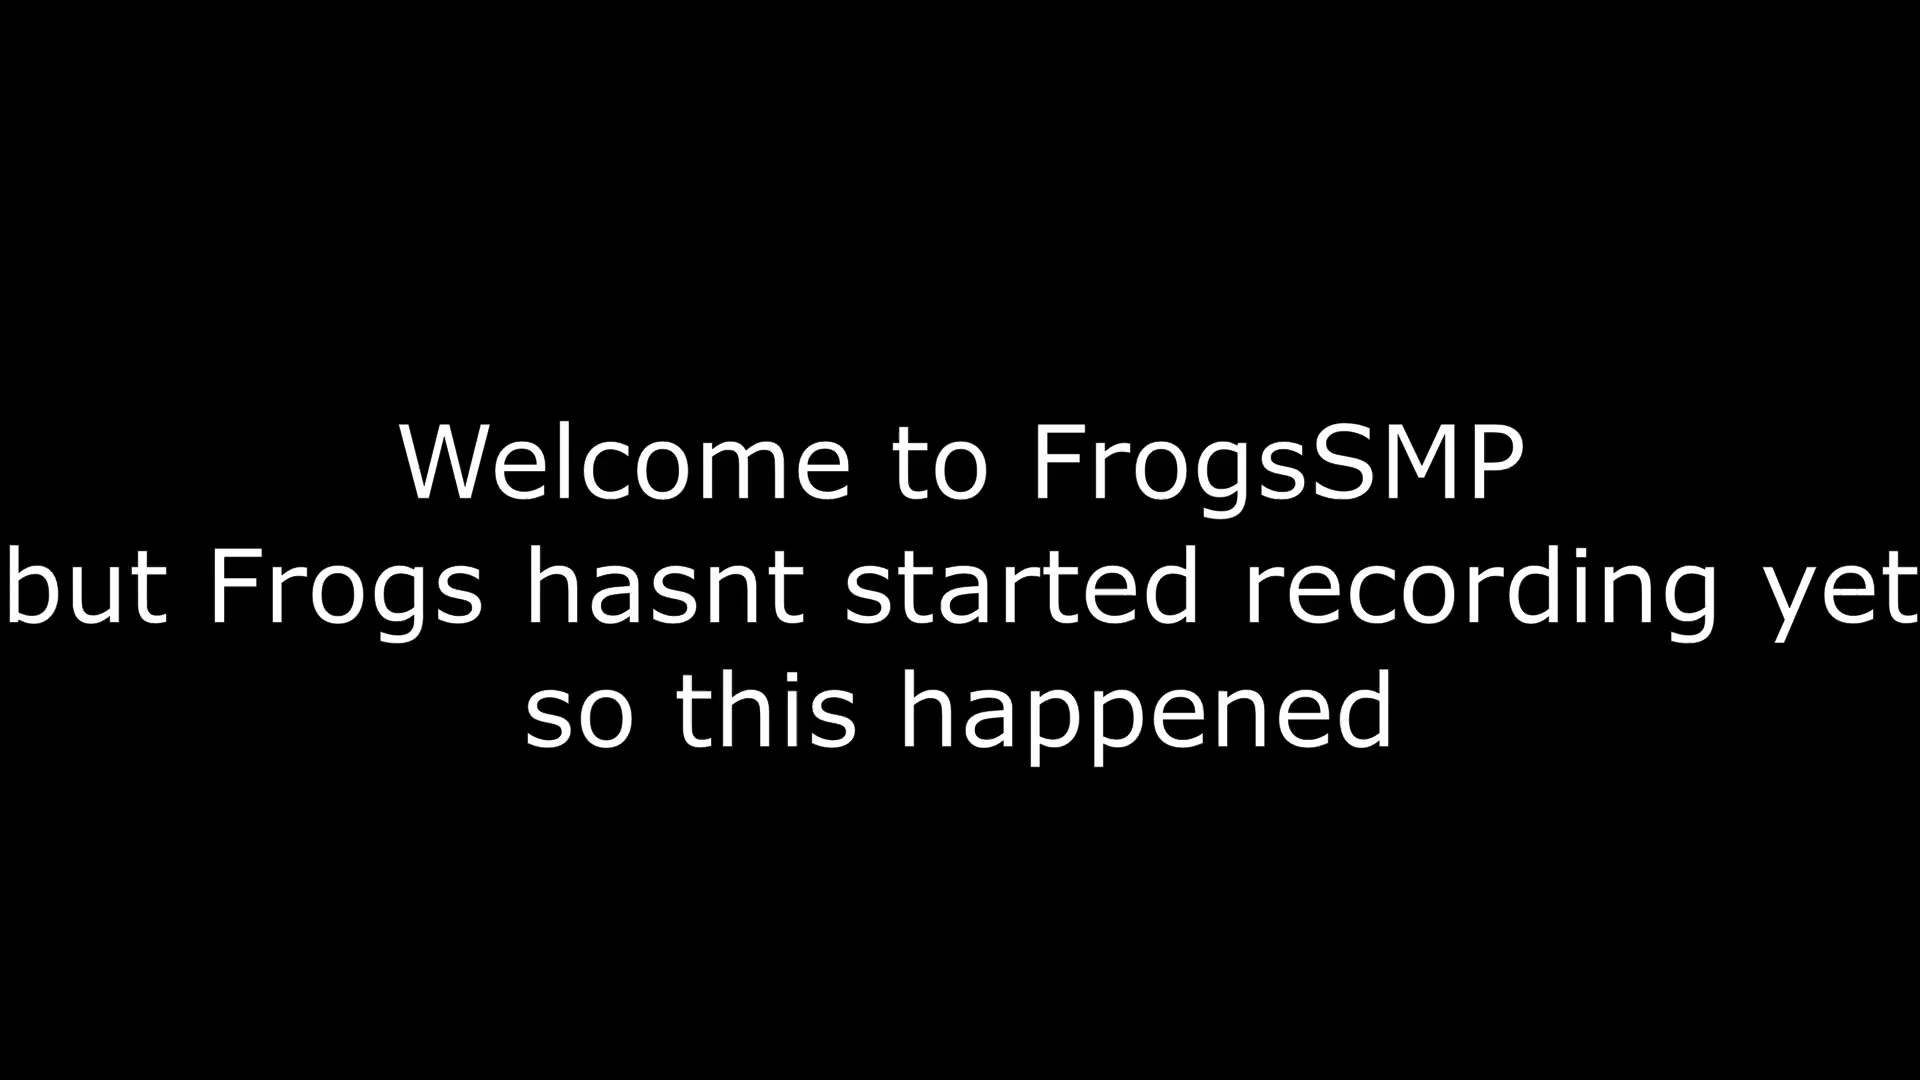 Welcome to FrogsSMP
but Frogs hasnt started recording yet
so this happened